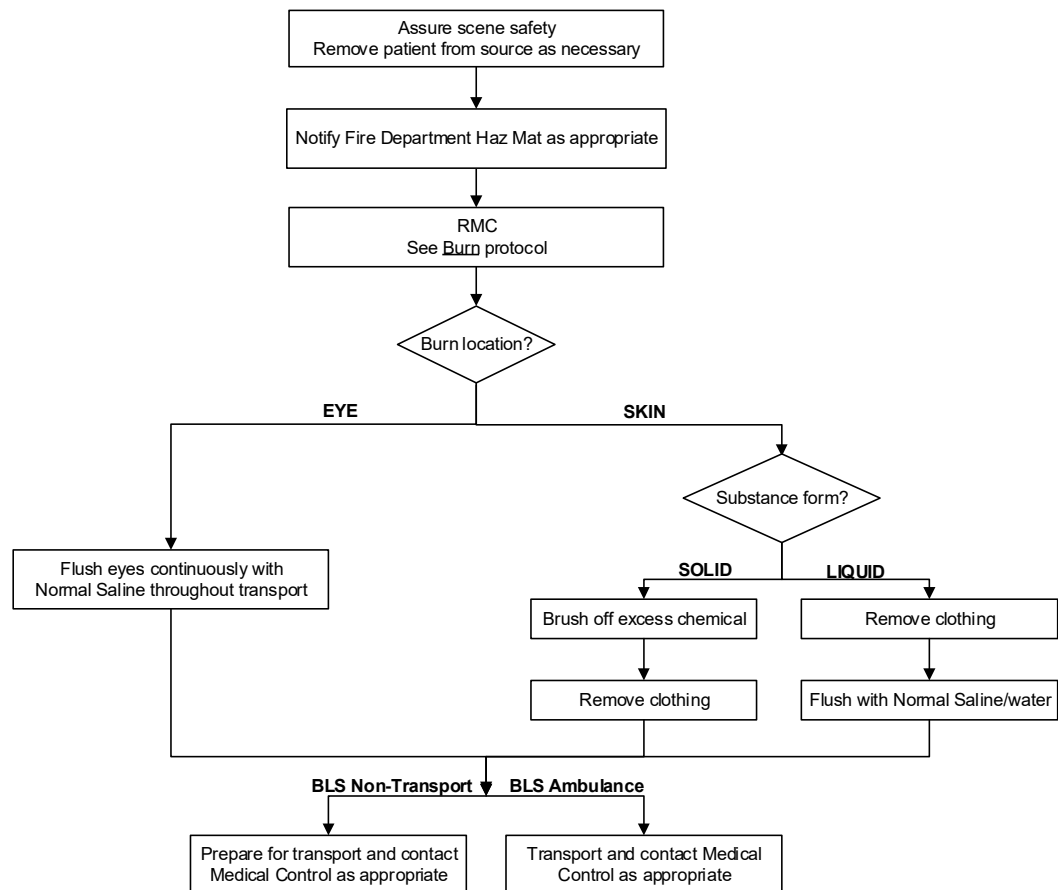 Assure scene safety
Remove patient from source as necessary
Notify Fire Department Haz Mat as appropriate
RMC
See Burn protocol
Burn location?
EYE
SKIN
Substance form?
Flush eyes continuously with
Normal Saline throughout transport
SOLID
LIQUID
Brush off excess chemical
Remove clothing
Remove clothing
Flush with Normal Saline/water
BLS Non-Transport
BLS Ambulance
Prepare for transport and contact
Medical Control as appropriate
Transport and contact Medical
Control as appropriate